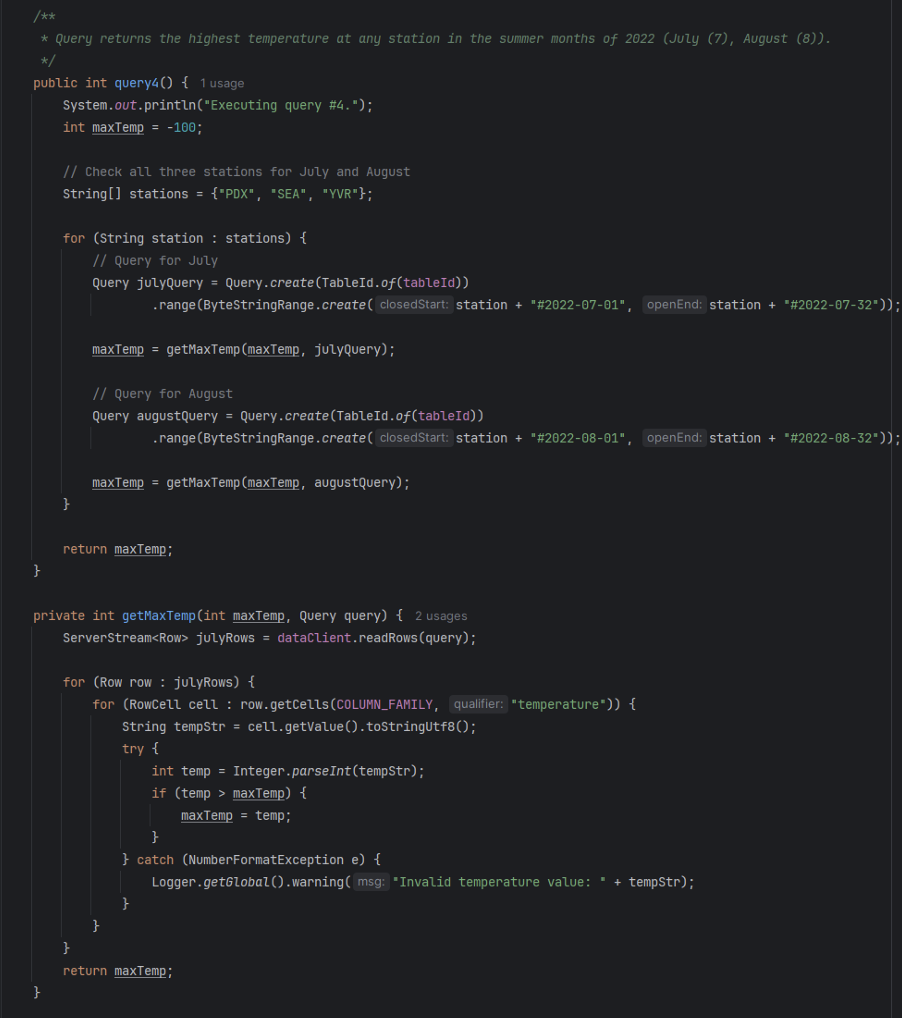 /**
 * Query returns the highest temperature at any station in the summer months of 2022 (July (7), August (8)).
 */
public int query4() { 1 usage
    System.out.println("Executing query #4.");
    int maxTemp = -100;
    // Check all three stations for July and August
    String[] stations = {"PDX", "SEA", "YVR"};
    for (String station : stations) {
        // Query for July
        Query julyQuery = Query.create(TableId.of(tableId))
                .range(ByteStringRange.create( closedStart: station + "#2022-07-01", openEnd: station + "#2022-07-32"));
        maxTemp = getMaxTemp(maxTemp, julyQuery);
        // Query for August
        Query augustQuery = Query.create(TableId.of(tableId))
                .range(ByteStringRange.create( closedStart: station + "#2022-08-01", openEnd: station + "#2022-08-32"));
        maxTemp = getMaxTemp(maxTemp, augustQuery);
    }
    return maxTemp;
}
private int getMaxTemp(int maxTemp, Query query) { 2 usages
    ServerStream<Row> julyRows = dataClient.readRows(query);
    for (Row row : julyRows) {
        for (RowCell cell : row.getCells(COLUMN_FAMILY, qualifier: "temperature")) {
            String tempStr = cell.getValue().toStringUtf8();
            try {
                int temp = Integer.parseInt(tempStr);
                if (temp > maxTemp) {
                    maxTemp = temp;
                }
            } catch (NumberFormatException e) {
                Logger.getGlobal().warning( msg: "Invalid temperature value: " + tempStr);
            }
        }
    }
    return maxTemp;
}